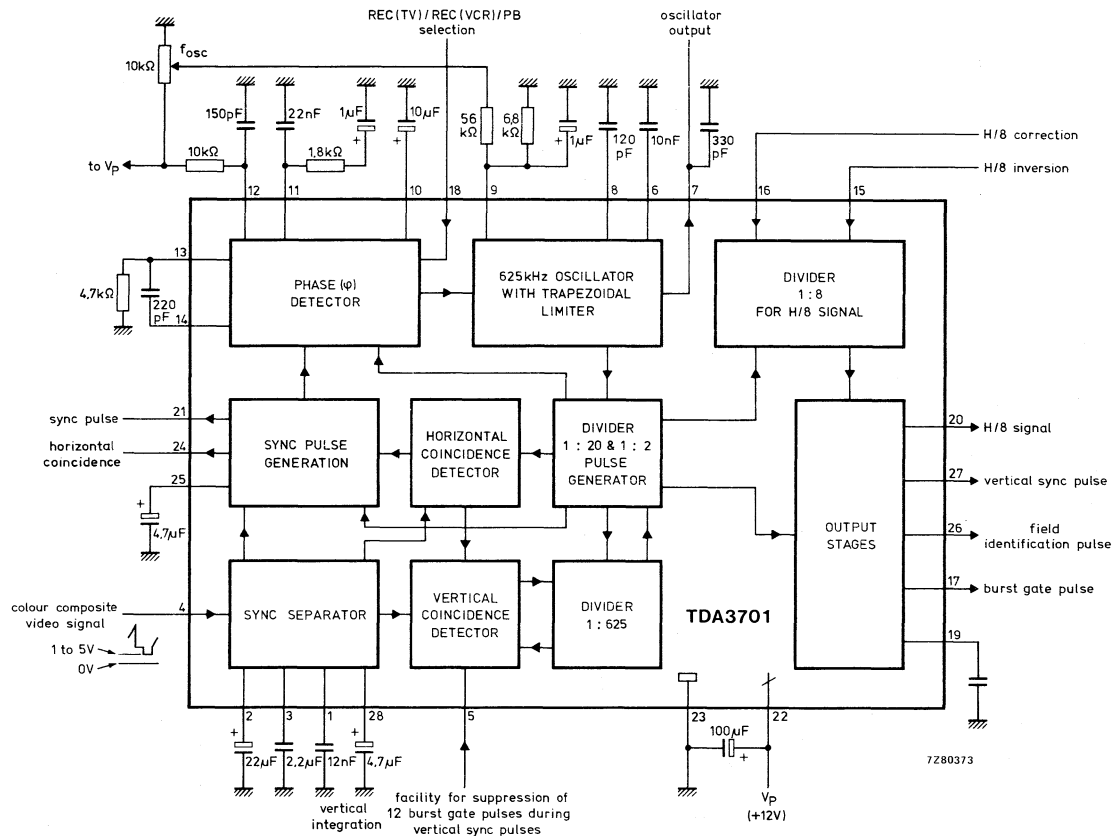 REC(TV)/REC(VCR)/PB
selection
oscillator
output
fosc
10kΩ
150pF
22nF
1µF
+
10µF
+
56
kΩ
6,8
kΩ
+
1µF
120
pF
10nF
330
pF
H/8 correction
H/8 inversion
to VP
10kΩ
1,8kΩ
12
11
10
18
9
8
6
7
16
15
13
4,7kΩ
220
pF
14
PHASE (φ)
DETECTOR
625kHz OSCILLATOR
WITH TRAPEZOIDAL
LIMITER
DIVIDER
1 : 8
FOR H/8 SIGNAL
sync pulse
21
horizontal
coincidence
24
25
+
4,7µF
SYNC PULSE
GENERATION
HORIZONTAL
COINCIDENCE
DETECTOR
DIVIDER
1 : 20 & 1 : 2
PULSE
GENERATOR
OUTPUT
STAGES
20
H/8 signal
27
vertical sync pulse
26
field
identification pulse
17
burst gate pulse
19
colour composite
video signal
4
1 to 5V
0V
SYNC SEPARATOR
VERTICAL
COINCIDENCE
DETECTOR
DIVIDER
1 : 625
TDA3701
2
3
1
28
5
23
22
+
22µF
2,2µF
12nF
+
4,7µF
100µF
+
vertical
integration
facility for suppression of
12 burst gate pulses during
vertical sync pulses
VP
(+12V)
7Z80373